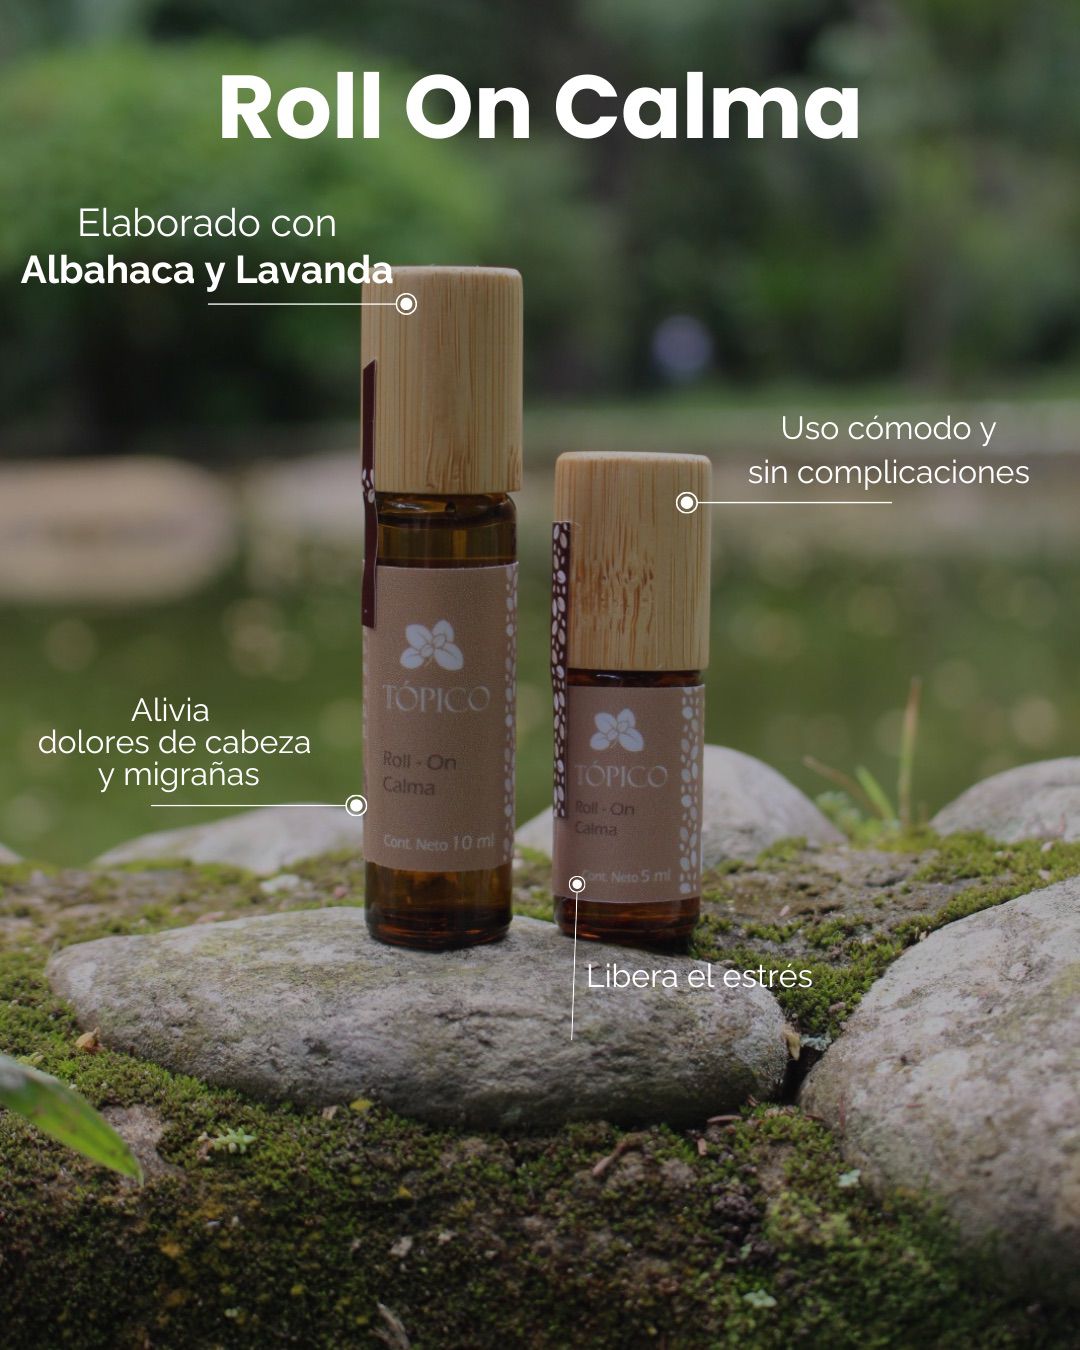 Roll On Calma
Elaborado con
Albahaca y Lavanda
Uso cómodo y
sin complicaciones
Alivia
dolores de cabeza
y migrañas
TÓPICO
Roll - On
Calma
Cont. Neto 10 ml
TÓPICO
Roll - On
Calma
Cont. Neto 5 ml
Libera el estrés